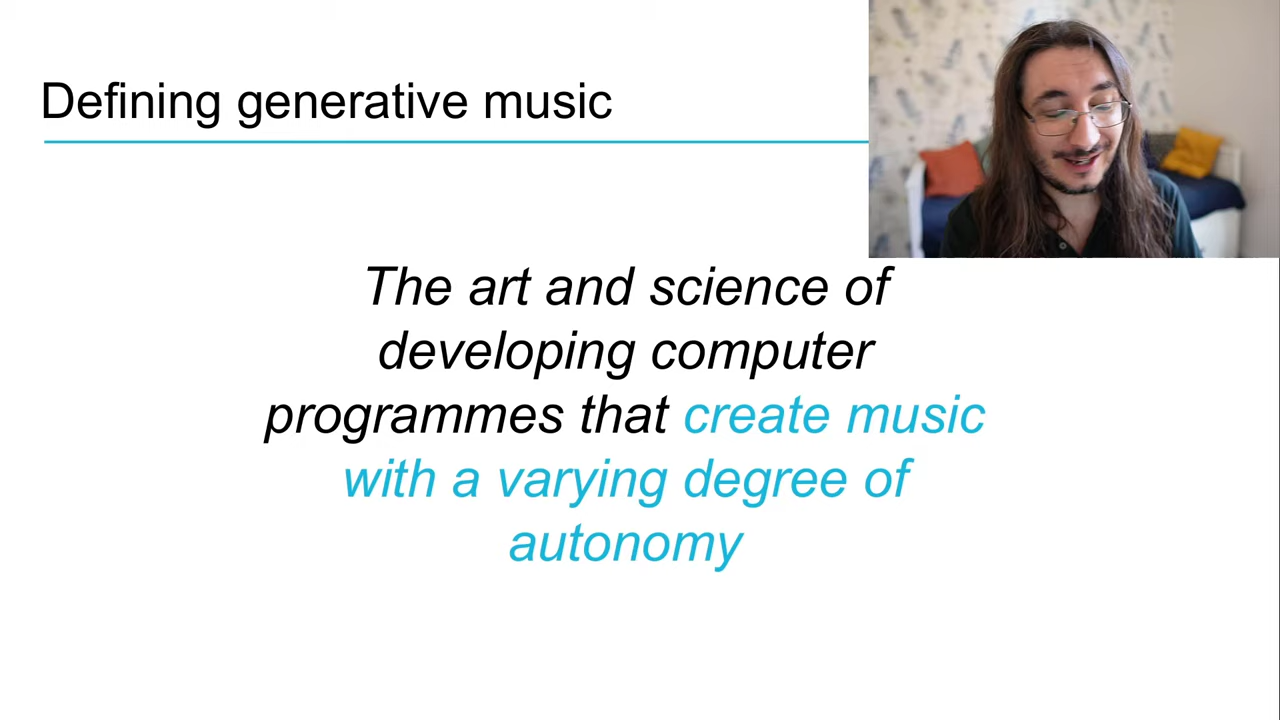 Defining generative music
The art and science of
developing computer
programmes that create music
with a varying degree of
autonomy